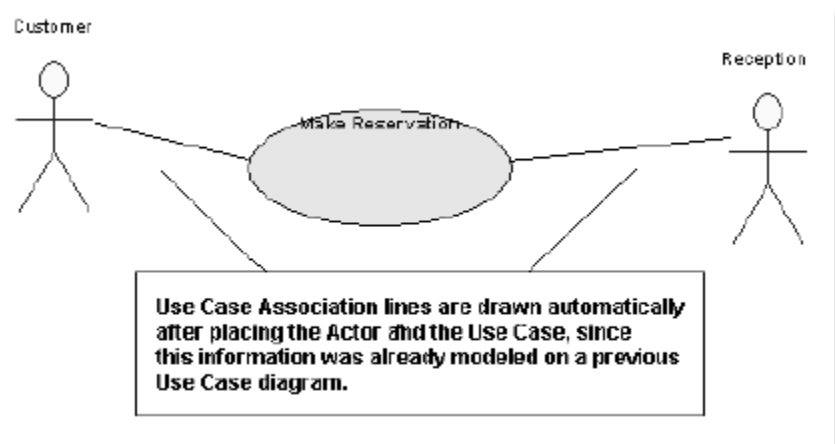 Customer
Reception
Make Reservation
Use Case Association lines are drawn automatically
after placing the Actor and the Use Case, since
this information was already modeled on a previous
Use Case diagram.